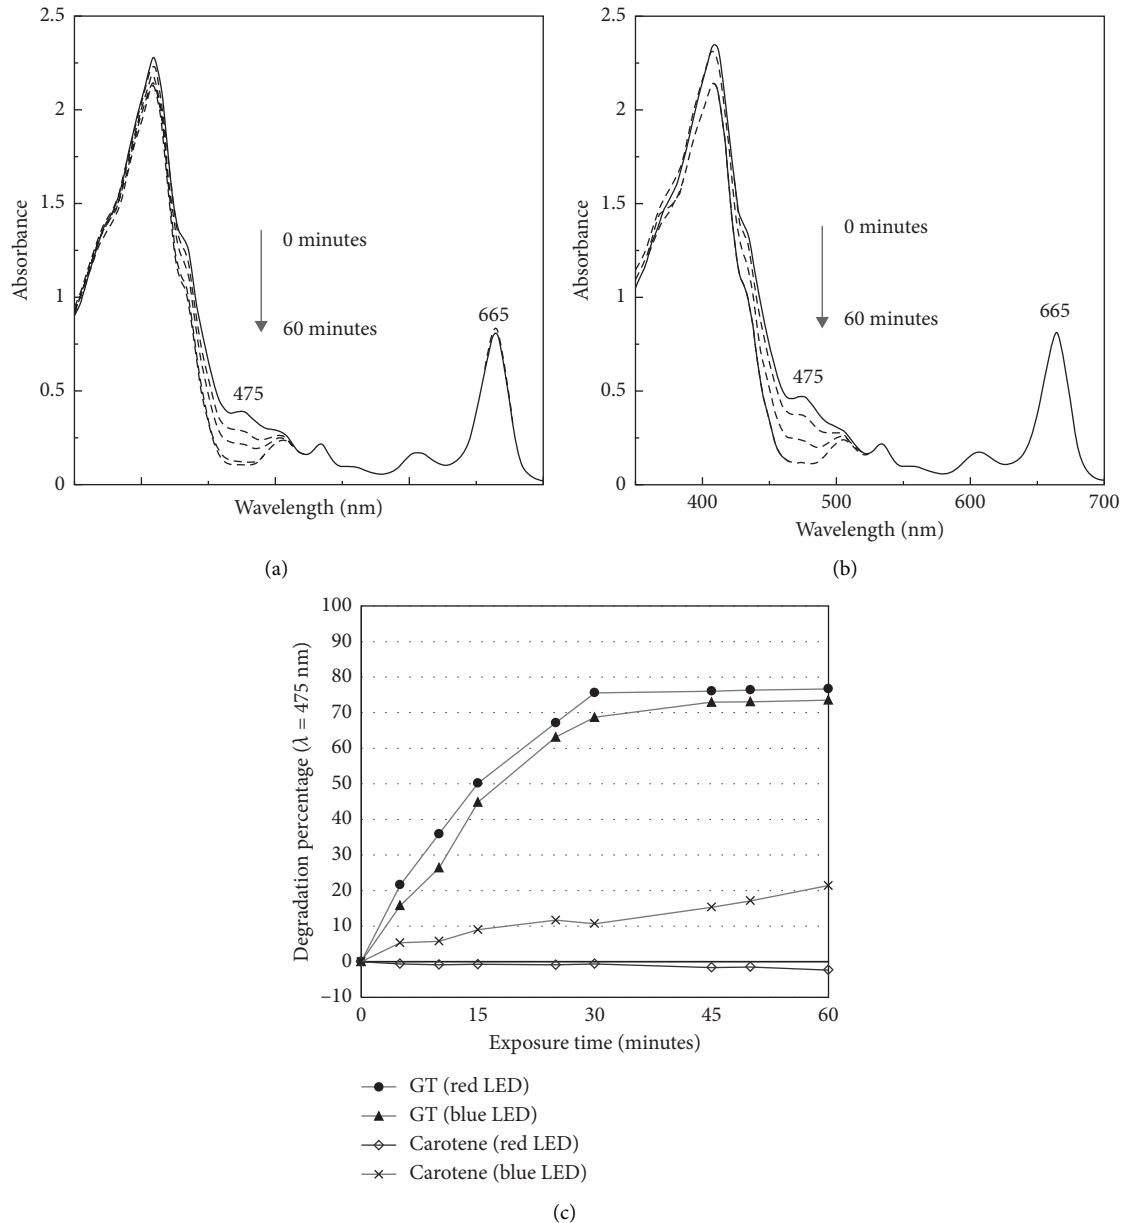 2.5
2
1.5
1
0.5
0
Absorbance
0 minutes
60 minutes
475
665
Wavelength (nm)
(a)
2.5
2
1.5
1
0.5
0
Absorbance
0 minutes
60 minutes
475
665
400 500 600 700
Wavelength (nm)
(b)
100
90
80
70
60
50
40
30
20
10
0
–10
Degradation percentage (λ = 475 nm)
0 15 30 45 60
Exposure time (minutes)
GT (red LED)
GT (blue LED)
Carotene (red LED)
Carotene (blue LED)
(c)